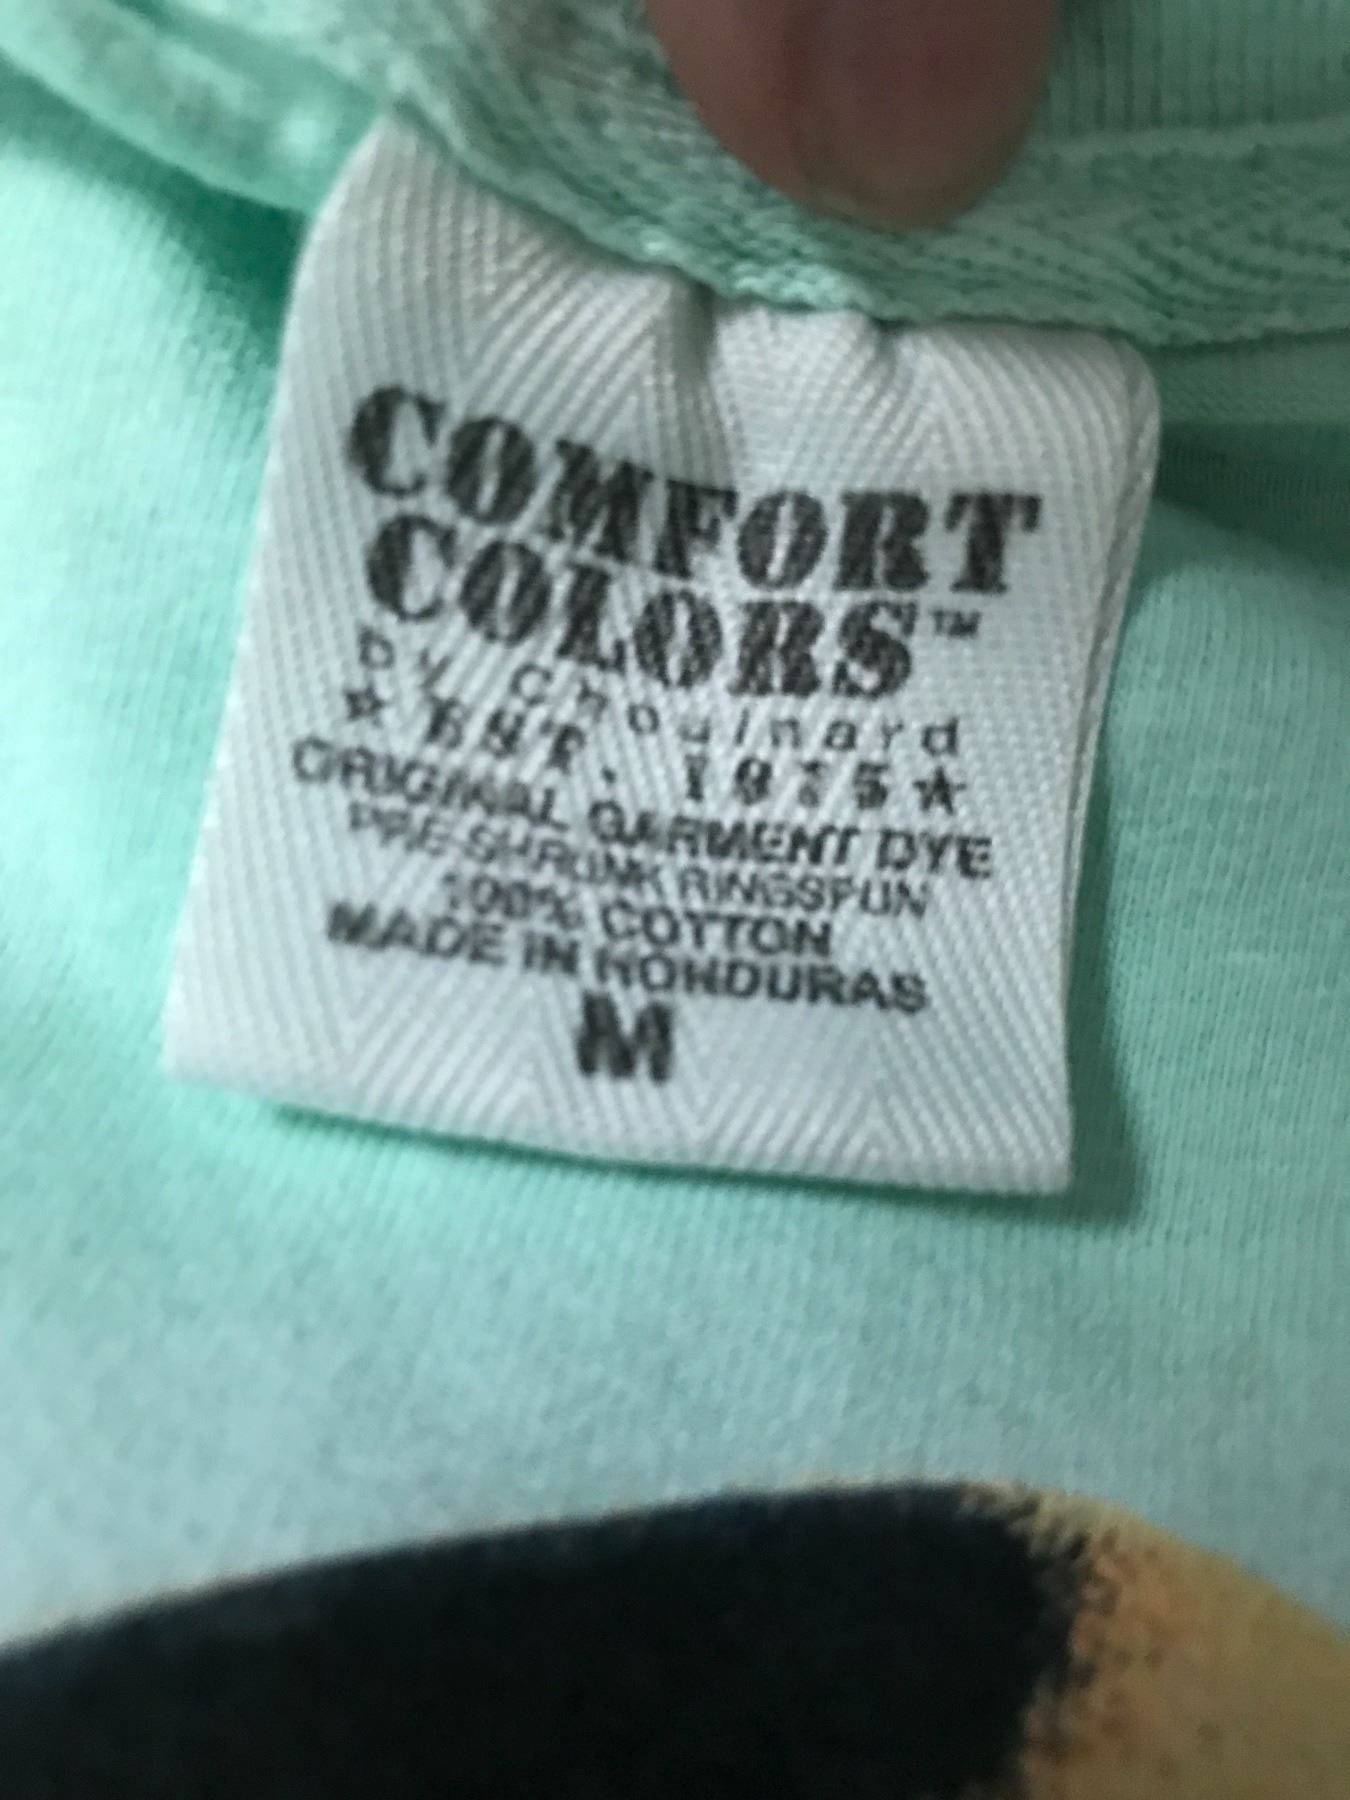 COMFORT
COLORS™
by chouinard
★ EST. 1975 ★
ORIGINAL GARMENT DYE
PRE-SHRUNK RINGSPUN
100% COTTON
MADE IN HONDURAS
M